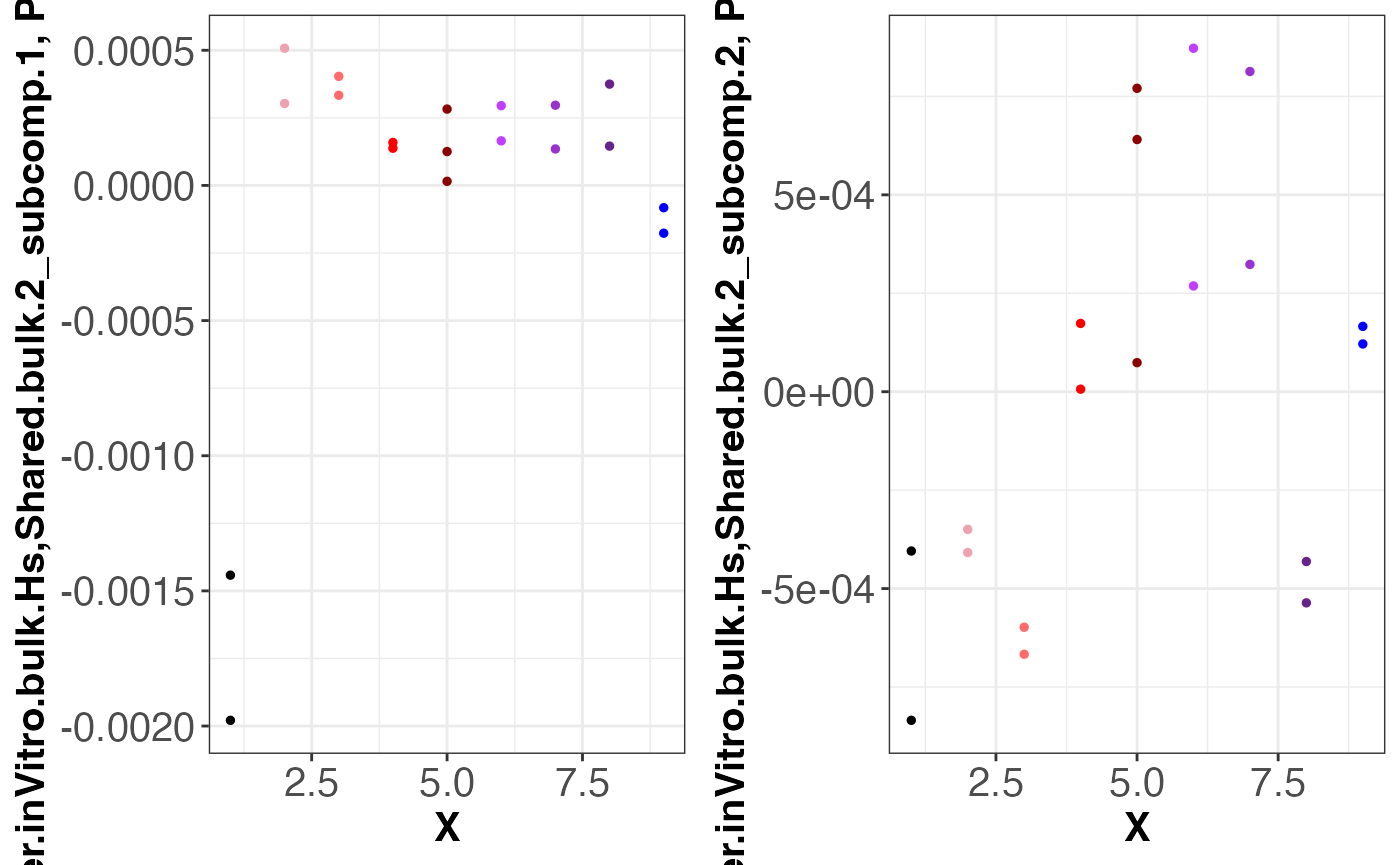 er.inVitro.bulk.Hs,Shared.bulk.2_subcomp.1, P
0.0005
0.0000
-0.0005
-0.0010
-0.0015
-0.0020
2.5 5.0 7.5
X
er.inVitro.bulk.Hs,Shared.bulk.2_subcomp.2, P
5e-04
0e+00
-5e-04
2.5 5.0 7.5
X